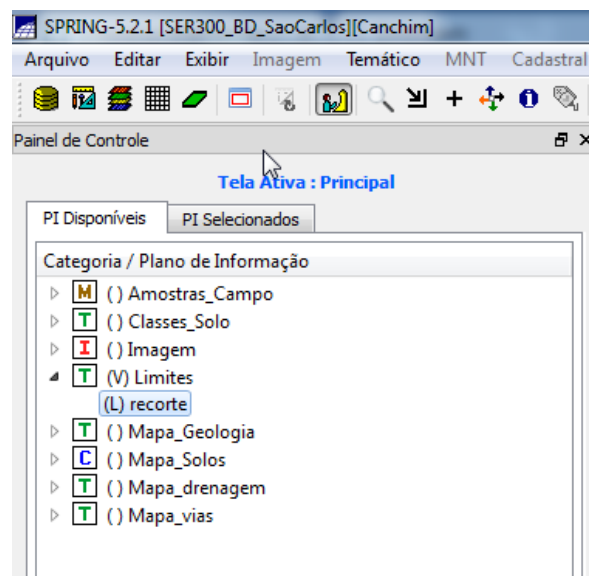 SPRING-5.2.1 [SER300_BD_SaoCarlos][Canchim]
Arquivo Editar Exibir Imagem Temático MNT Cadastral
Painel de Controle
Tela Ativa : Principal
PI Disponíveis PI Selecionados
Categoria / Plano de Informação
M () Amostras_Campo
T () Classes_Solo
I () Imagem
T (V) Limites
(L) recorte
T () Mapa_Geologia
C () Mapa_Solos
T () Mapa_drenagem
T () Mapa_vias